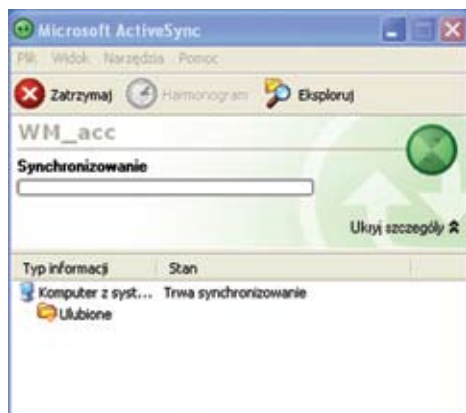 Microsoft ActiveSync
Plik Widok Narzędzia Pomoc
Zatrzymaj Harmonogram Eksploruj
WM_acc
Synchronizowanie
Ukryj szczegóły
Typ informacji Stan
Komputer z syst... Trwa synchronizowanie
Ulubione